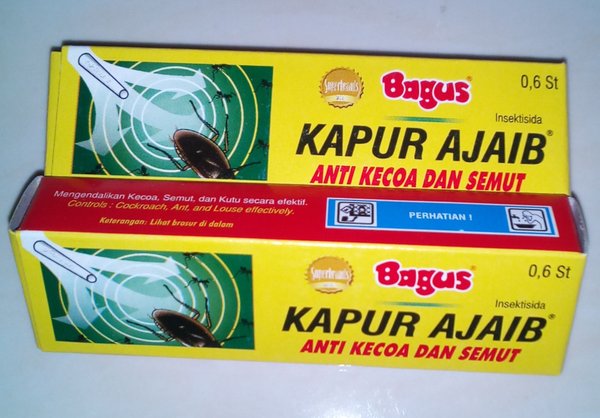 Superbrands
Bagus®
0,6 St
Insektisida
KAPUR AJAIB®
ANTI KECOA DAN SEMUT
Mengendalikan Kecoa, Semut, dan Kutu secara efektif.
Controls : Cockroach, Ant, and Louse effectively.
Keterangan: Lihat brosur di dalam
PERHATIAN !
Superbrands
Bagus®
0,6 St
Insektisida
KAPUR AJAIB®
ANTI KECOA DAN SEMUT